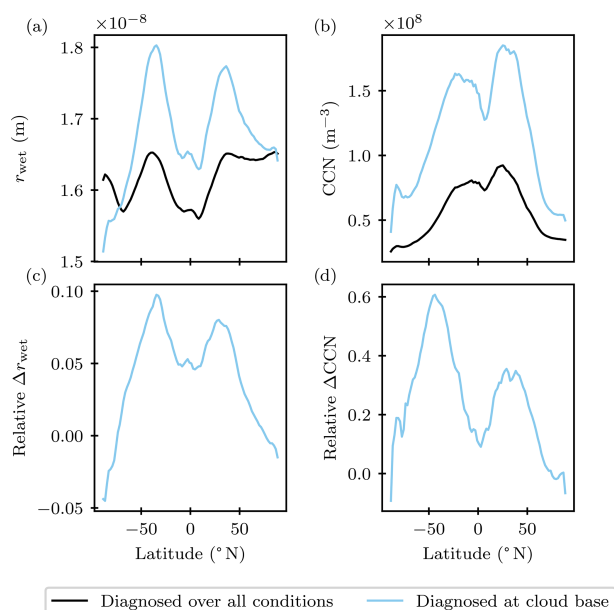 (a)
×10−8
(b)
×10^8
1.8
1.7
1.6
1.5
r_wet (m)
1.5
1.0
0.5
CCN (m^−3)
(c)
(d)
0.10
0.05
0.00
−0.05
Relative Δr_wet
0.6
0.4
0.2
0.0
Relative ΔCCN
−50
0
50
Latitude (°N)
−50
0
50
Latitude (°N)
Diagnosed over all conditions
Diagnosed at cloud base